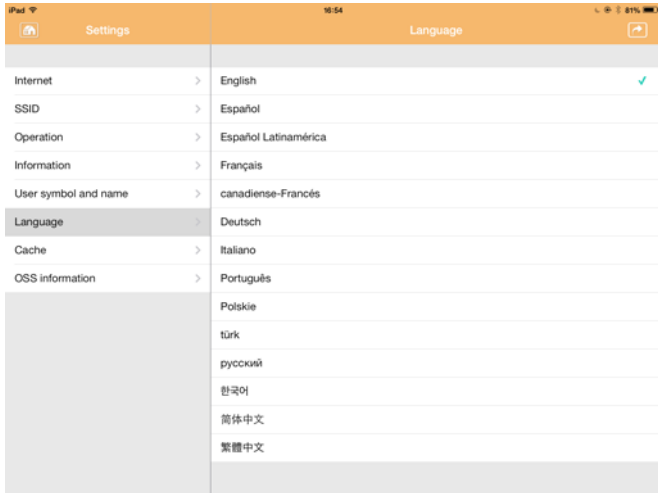 iPad 16:54 81%
Settings
Language
Internet
SSID
Operation
Information
User symbol and name
Language
Cache
OSS information
English
Español
Español Latinamérica
Français
canadiense-Francés
Deutsch
Italiano
Português
Polskie
türk
русский
한국어
简体中文
繁體中文